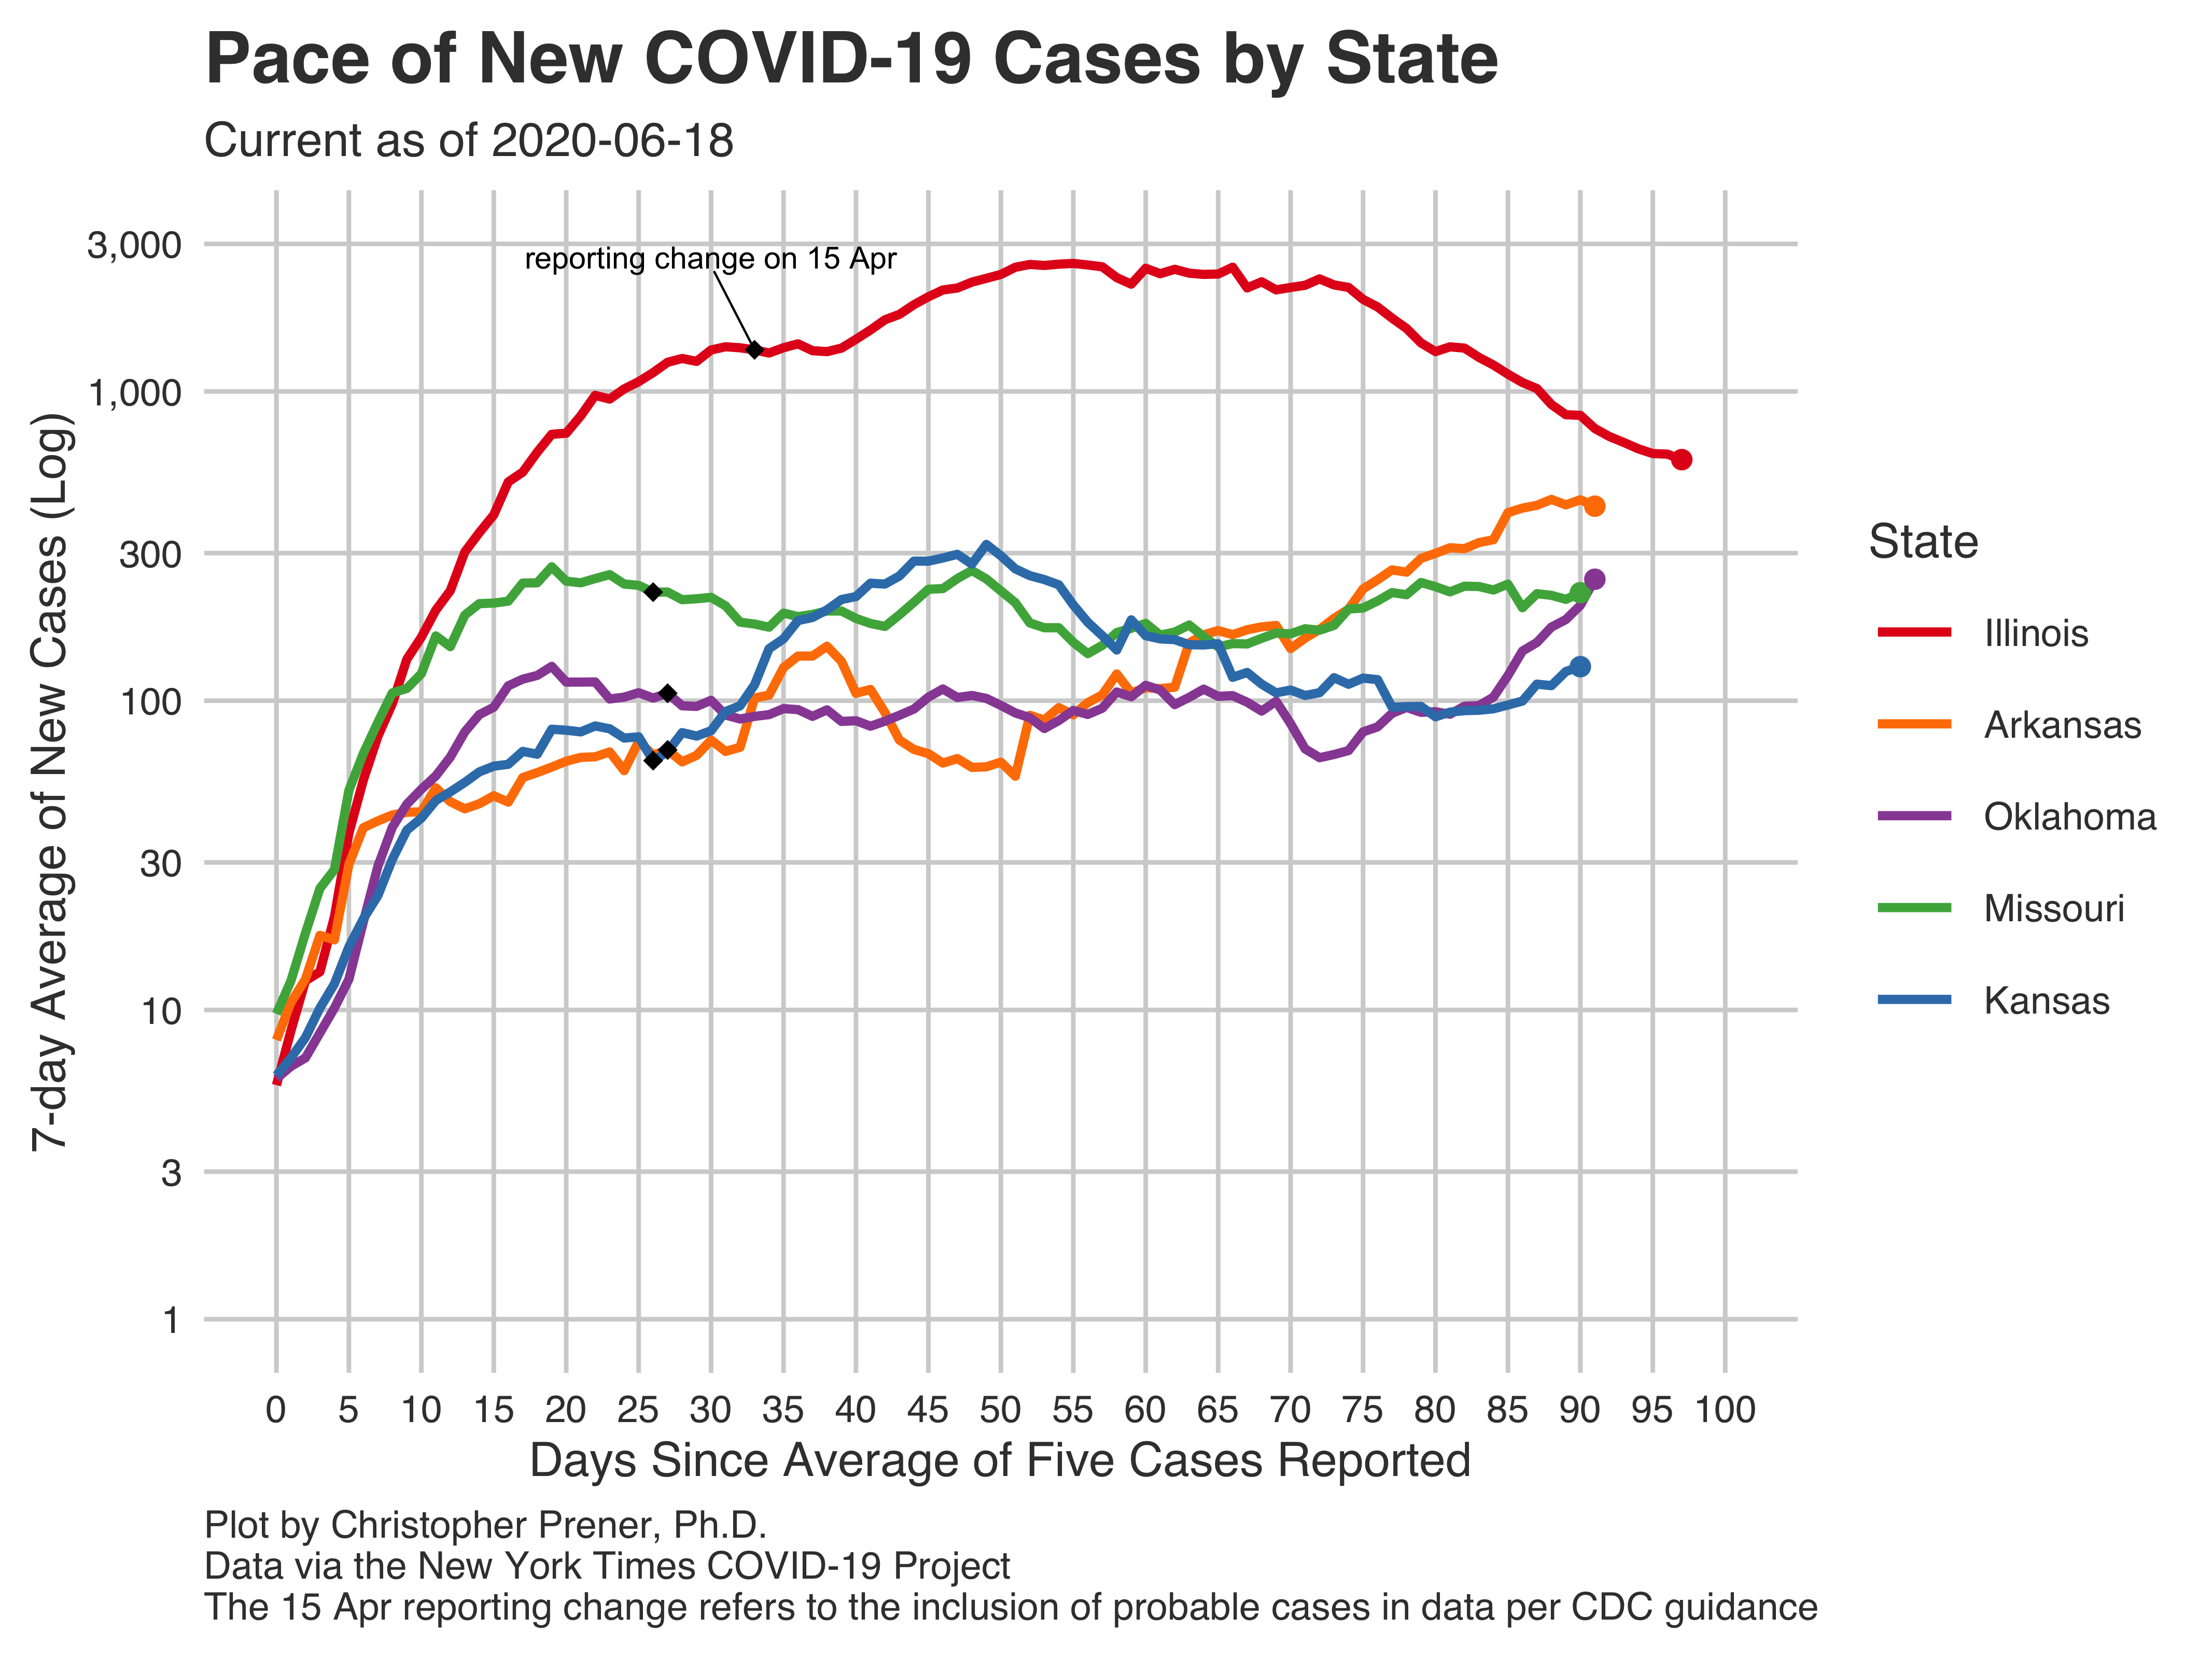 Pace of New COVID-19 Cases by State
Current as of 2020-06-18
7-day Average of New Cases (Log)
3,000
1,000
300
100
30
10
3
1
reporting change on 15 Apr
State
Illinois
Arkansas
Oklahoma
Missouri
Kansas
0 5 10 15 20 25 30 35 40 45 50 55 60 65 70 75 80 85 90 95 100
Days Since Average of Five Cases Reported
Plot by Christopher Prener, Ph.D.
Data via the New York Times COVID-19 Project
The 15 Apr reporting change refers to the inclusion of probable cases in data per CDC guidance